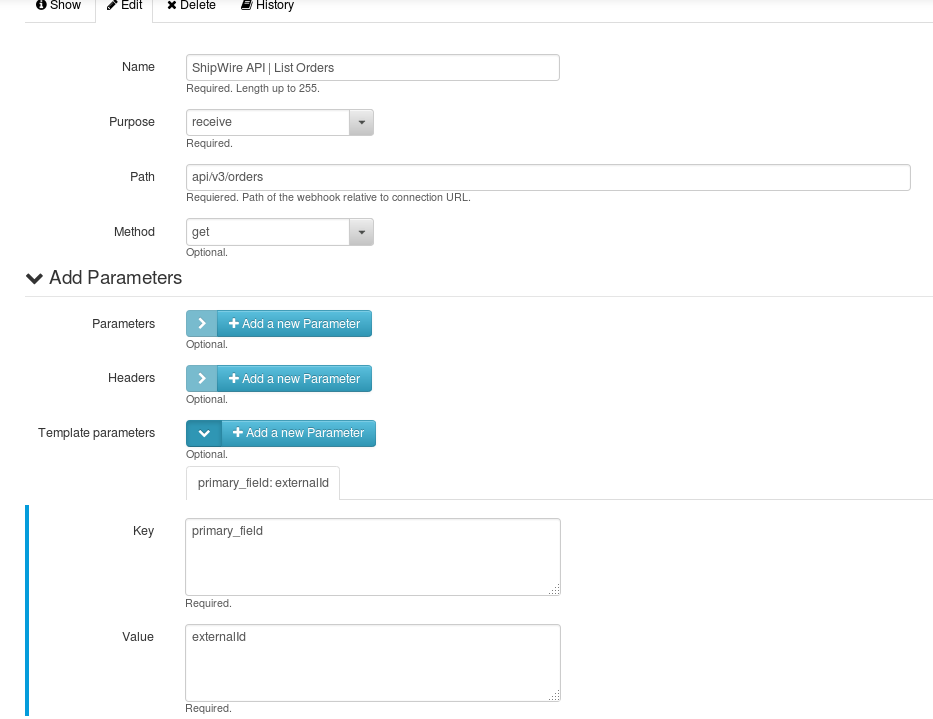 Show Edit Delete History
Name ShipWire API | List Orders
Required. Length up to 255.
Purpose receive
Required.
Path api/v3/orders
Requiered. Path of the webhook relative to connection URL.
Method get
Optional.
Add Parameters
Parameters Add a new Parameter
Optional.
Headers Add a new Parameter
Optional.
Template parameters Add a new Parameter
Optional.
primary_field: externalId
Key primary_field
Required.
Value externalId
Required.